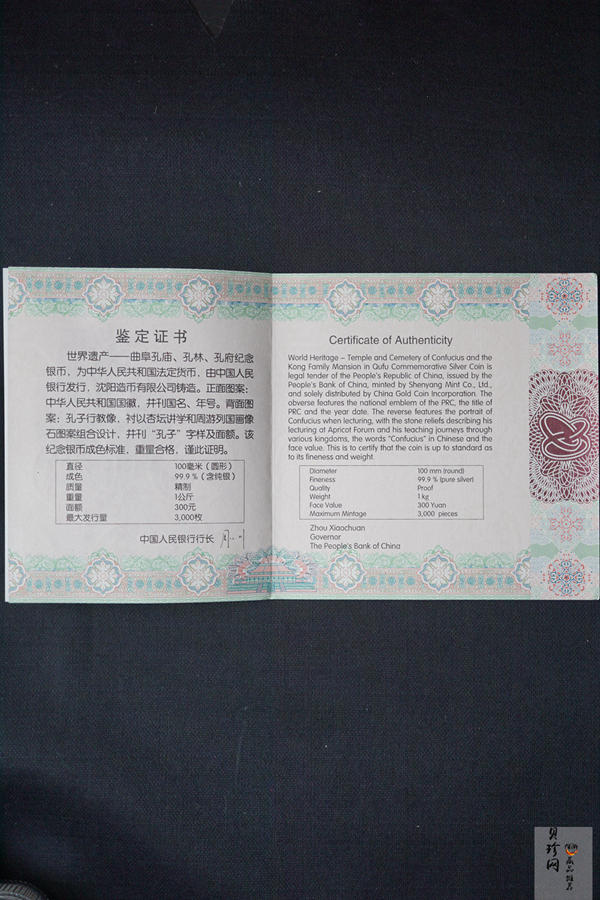 鉴定证书
世界遗产——曲阜孔庙、孔林、孔府纪念
银币，为中华人民共和国法定货币，由中国人民
银行发行，沈阳造币有限公司铸造。正面图案：
中华人民共和国国徽，并刊国名、年号。背面图
案：孔子行教像，衬以杏坛讲学和周游列国画像
石图案组合设计，并刊“孔子”字样及面额。该
纪念银币成色标准，重量合格，谨此证明。
直径 100毫米（圆形）
成色 99.9％（含纯银）
质量 精制
重量 1公斤
面额 300元
最大发行量 3,000枚
中国人民银行行长
Certificate of Authenticity
World Heritage – Temple and Cemetery of Confucius and the
Kong Family Mansion in Qufu Commemorative Silver Coin is
legal tender of the People's Republic of China, issued by the
People's Bank of China, minted by Shenyang Mint Co., Ltd.,
and solely distributed by China Gold Coin Incorporation. The
obverse features the national emblem of the PRC, the title of
PRC and the year date. The reverse features the portrait of
Confucius when lecturing, with the stone reliefs describing his
lecturing at Apricot Forum and his teaching journeys through
various kingdoms, the words "Confucius" in Chinese and the
face value. This is to certify that the coin is up to standard as
to its fineness and weight.
Diameter 100 mm (round)
Fineness 99.9 % (pure silver)
Quality Proof
Weight 1 kg
Face Value 300 Yuan
Maximum Mintage 3,000 pieces
Zhou Xiaochuan
Governor
The People's Bank of China
贝珍网
藏品推荐